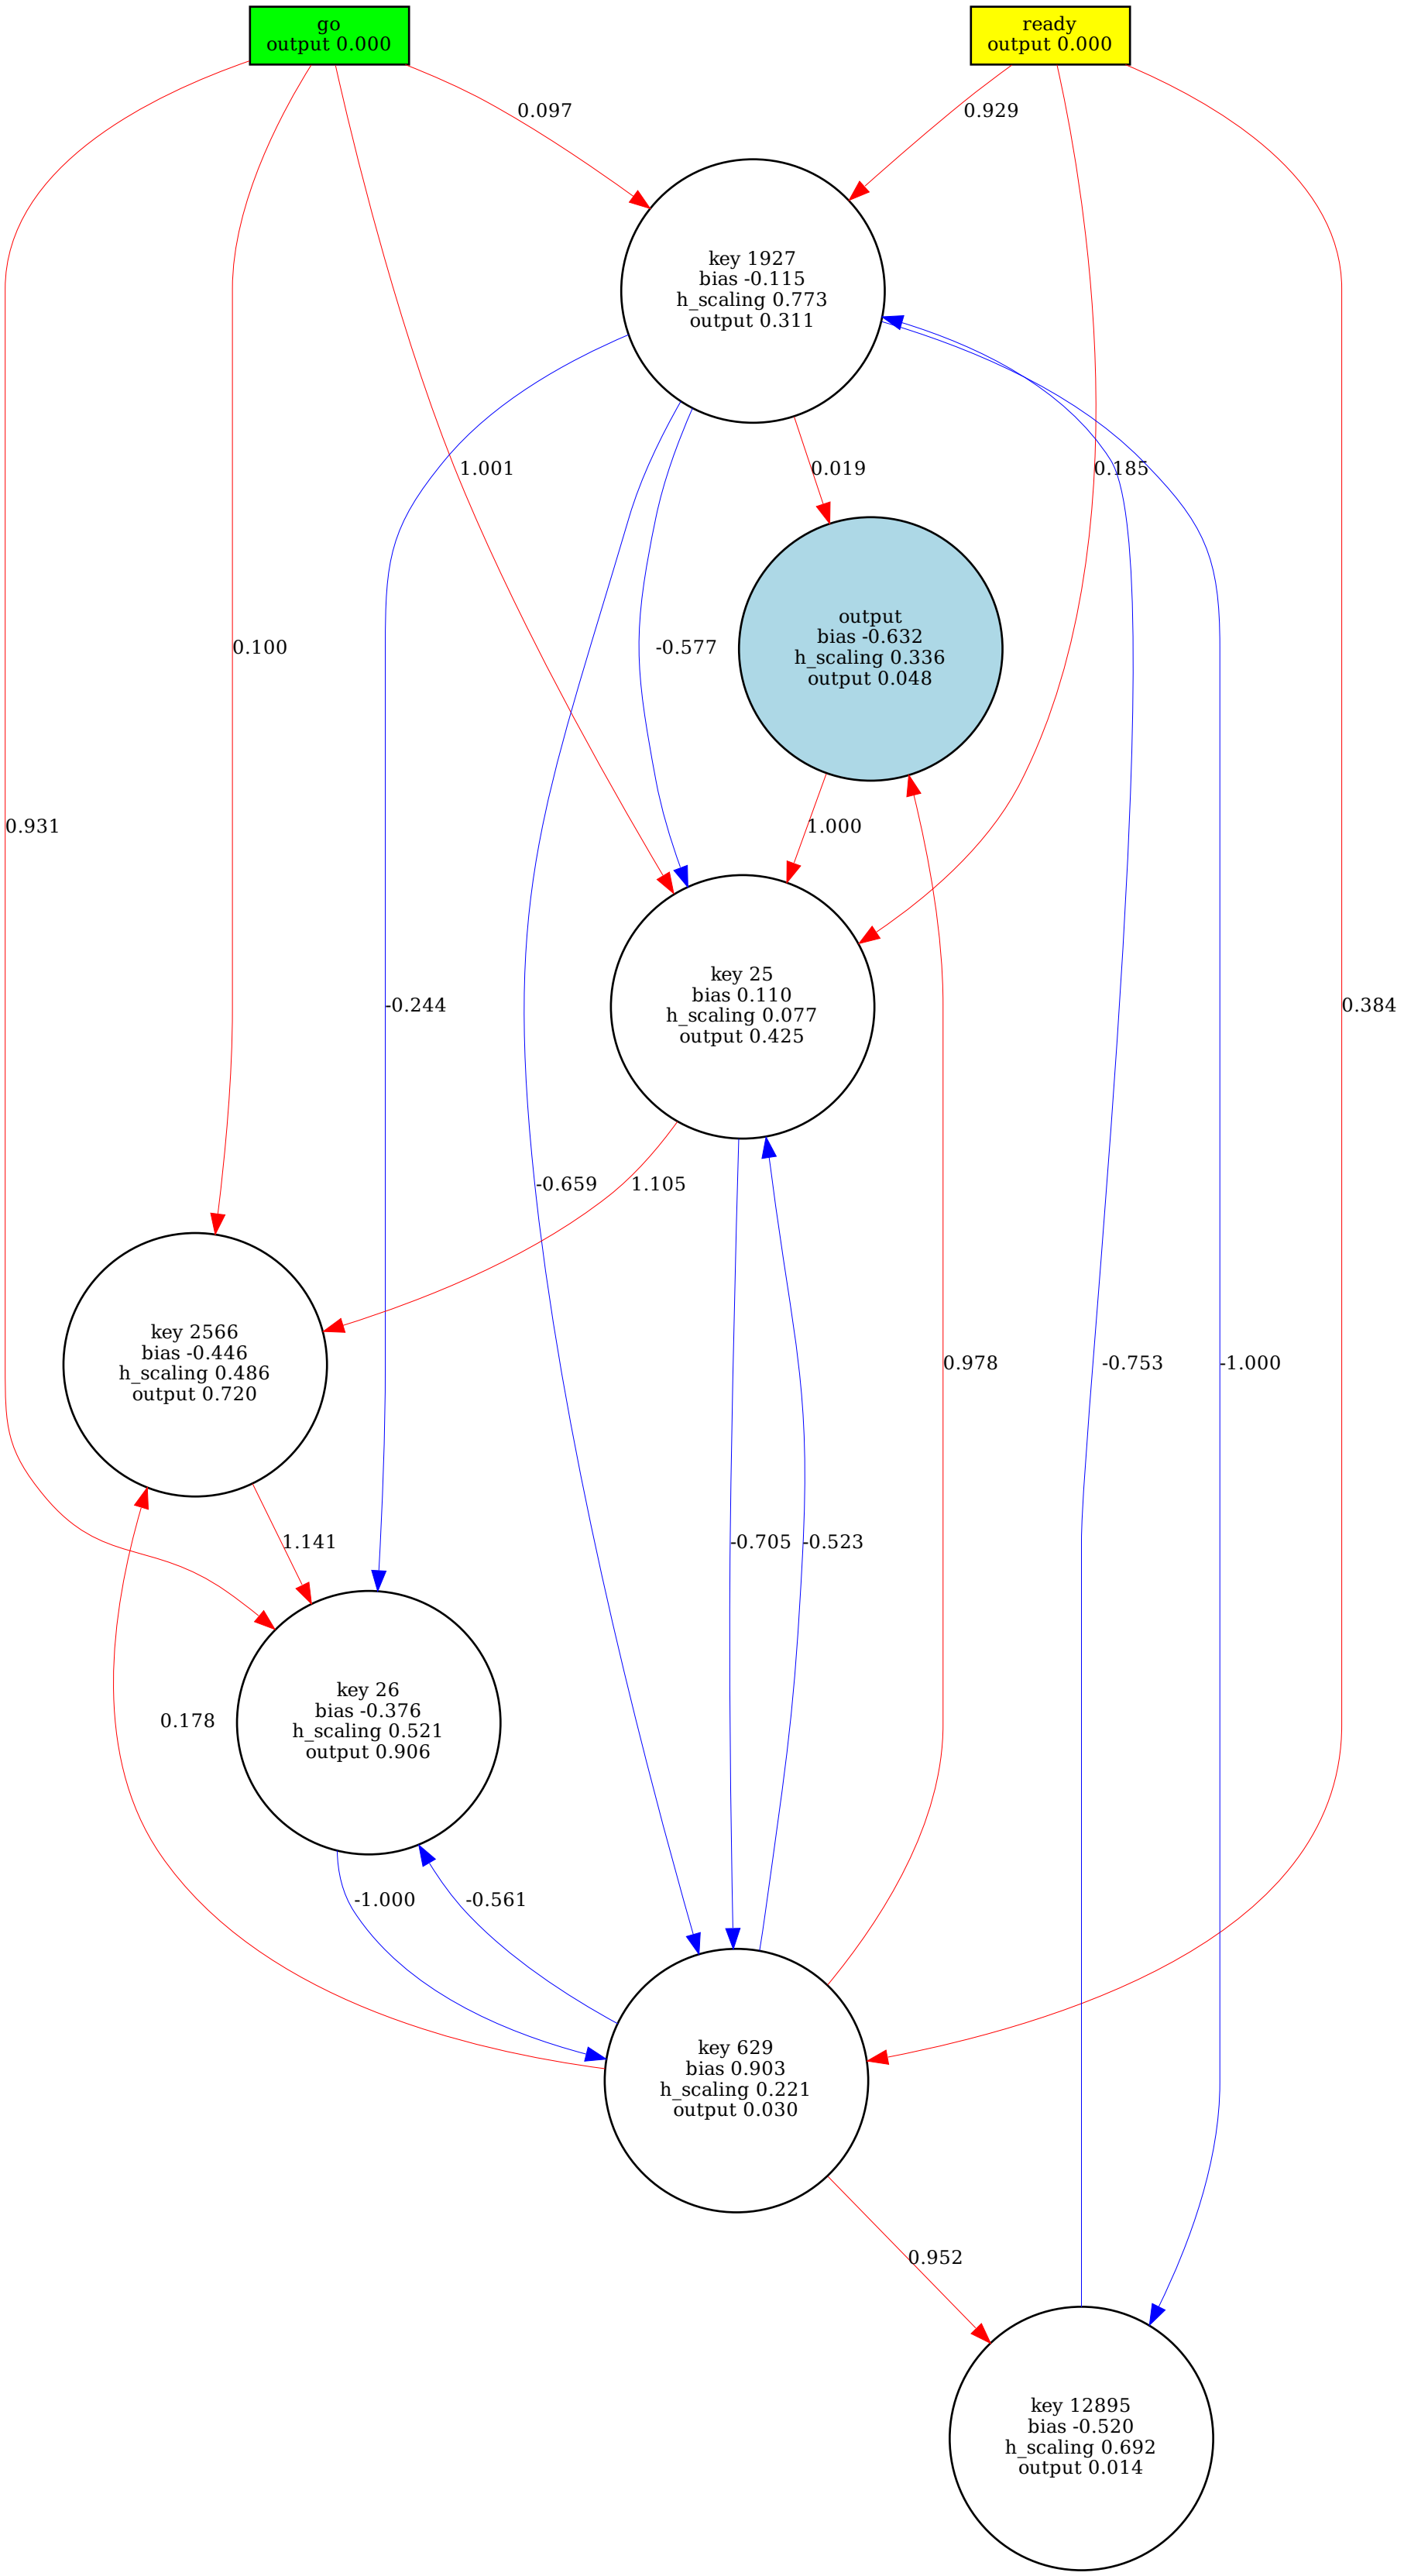 go
output 0.000
ready
output 0.000
0.097
0.929
key 1927
bias -0.115
h_scaling 0.773
output 0.311
1.001
0.019
0.185
output
bias -0.632
h_scaling 0.336
output 0.048
0.100
-0.577
0.931
1.000
key 25
bias 0.110
h_scaling 0.077
output 0.425
-0.244
0.384
-0.659
1.105
key 2566
bias -0.446
h_scaling 0.486
output 0.720
0.978
-0.753
-1.000
1.141
-0.705
-0.523
key 26
bias -0.376
h_scaling 0.521
output 0.906
0.178
-1.000
-0.561
key 629
bias 0.903
h_scaling 0.221
output 0.030
0.952
key 12895
bias -0.520
h_scaling 0.692
output 0.014